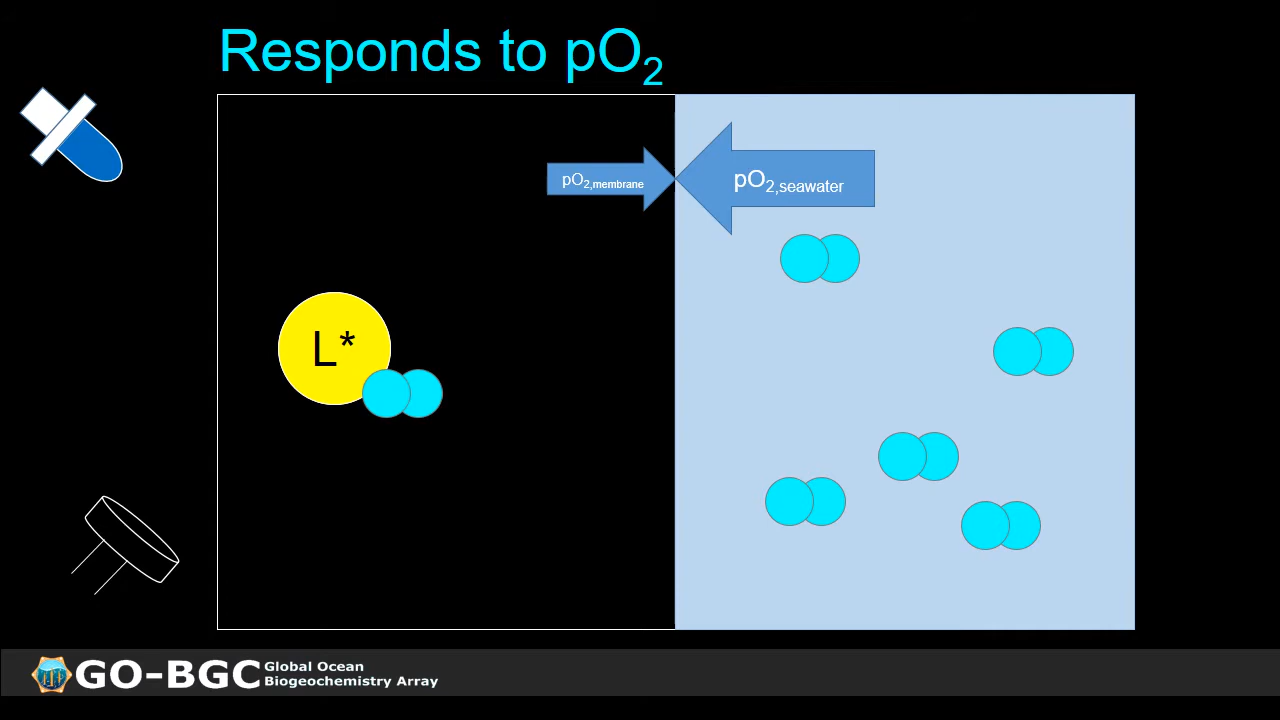 Responds to pO₂
pO₂,membrane
pO₂,seawater
L*
GO-BGC
Global Ocean
Biogeochemistry Array